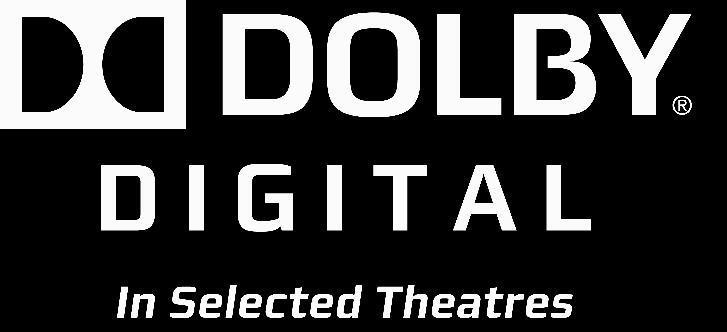 DOLBY®
DIGITAL
In Selected Theatres